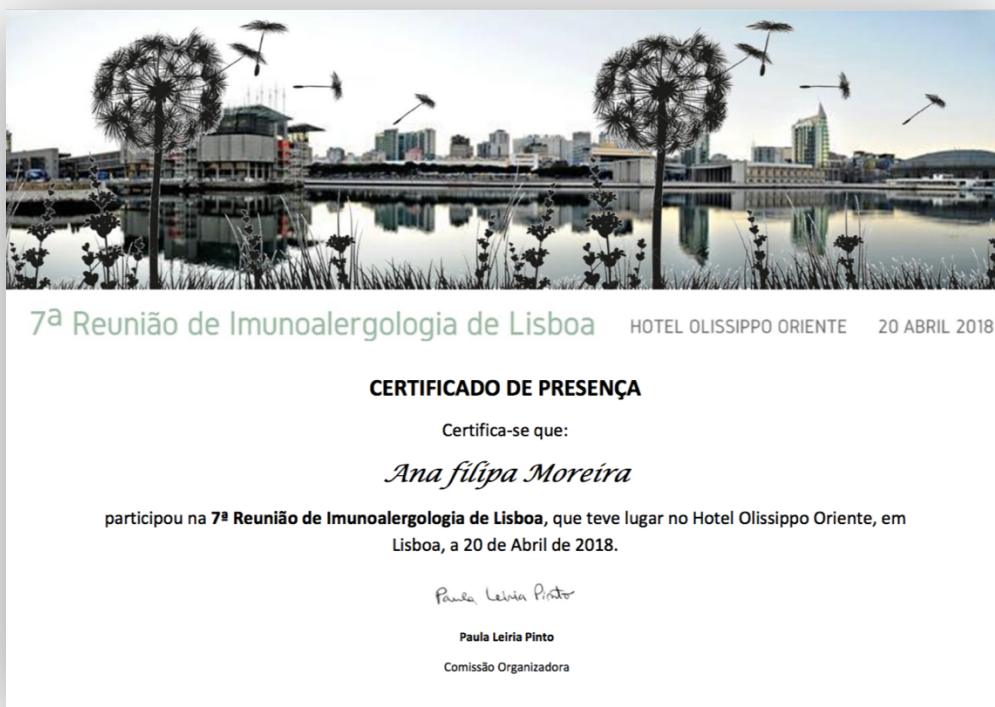 7ª Reunião de Imunoalergologia de Lisboa HOTEL OLISSIPPO ORIENTE 20 ABRIL 2018
CERTIFICADO DE PRESENÇA
Certifica-se que:
Ana filipa Moreira
participou na 7ª Reunião de Imunoalergologia de Lisboa, que teve lugar no Hotel Olissippo Oriente, em
Lisboa, a 20 de Abril de 2018.
Paula Leiria Pinto
Paula Leiria Pinto
Comissão Organizadora